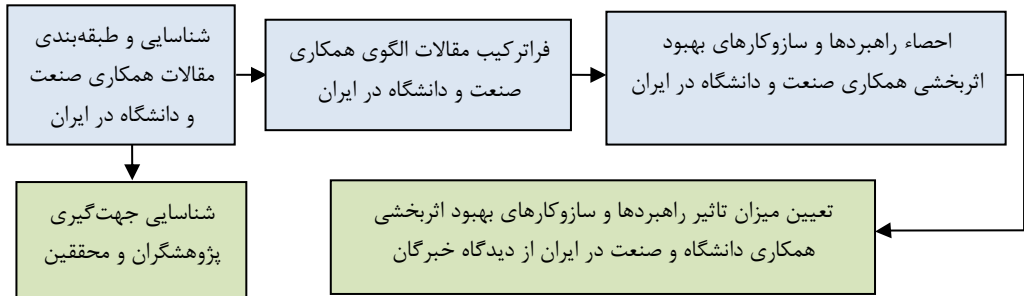 شناسایی و طبقه‌بندی
مقالات همکاری صنعت
و دانشگاه در ایران
فراترکیب مقالات الگوی همکاری
صنعت و دانشگاه در ایران
احصاء راهبردها و سازوکارهای بهبود
اثربخشی همکاری صنعت و دانشگاه در ایران
شناسایی جهت‌گیری
پژوهشگران و محققین
تعیین میزان تاثیر راهبردها و سازوکارهای بهبود اثربخشی
همکاری دانشگاه و صنعت در ایران از دیدگاه خبرگان